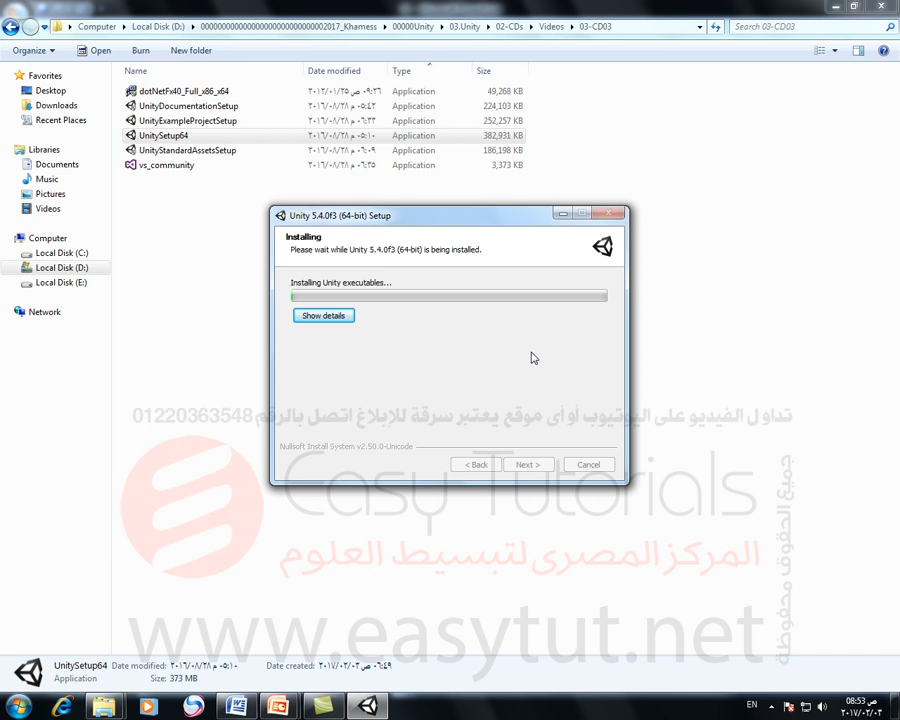 Computer ▸ Local Disk (D:) ▸ 0000000000000000000000000000002017_Khamess ▸ 00000Unity ▸ 03.Unity ▸ 02-CDs ▸ Videos ▸ 03-CD03
Search 03-CD03
Organize Open Burn New folder
Name Date modified Type Size
Favorites
Desktop
Downloads
Recent Places
Libraries
Documents
Music
Pictures
Videos
Computer
Local Disk (C:)
Local Disk (D:)
Local Disk (E:)
Network
dotNetFx40_Full_x86_x64 Application 49,268 KB
UnityDocumentationSetup Application 224,103 KB
UnityExampleProjectSetup Application 252,257 KB
UnitySetup64 Application 382,931 KB
UnityStandardAssetsSetup Application 186,198 KB
vs_community Application 3,373 KB
Unity 5.4.0f3 (64-bit) Setup
Installing
Please wait while Unity 5.4.0f3 (64-bit) is being installed.
Installing Unity executables...
Show details
تداول الفيديو على اليوتيوب أو أى موقع يعتبر سرقة للإبلاغ اتصل بالرقم 01220363548
Nullsoft Install System v2.50.0-Unicode
< Back Next > Cancel
Easy Tutorials
المركز المصرى لتبسيط العلوم
www.easytut.net
جميع الحقوق محفوظة
UnitySetup64 Date modified: ٢٠١٦/٠٨/٢٨ م ٠٥:١٠ Date created: ٢٠١٧/٠٢/٠٢ ص ٠٦:٤٩
Application Size: 373 MB
EN
08:53 ص
٢٠١٧/٠٢/٠٢